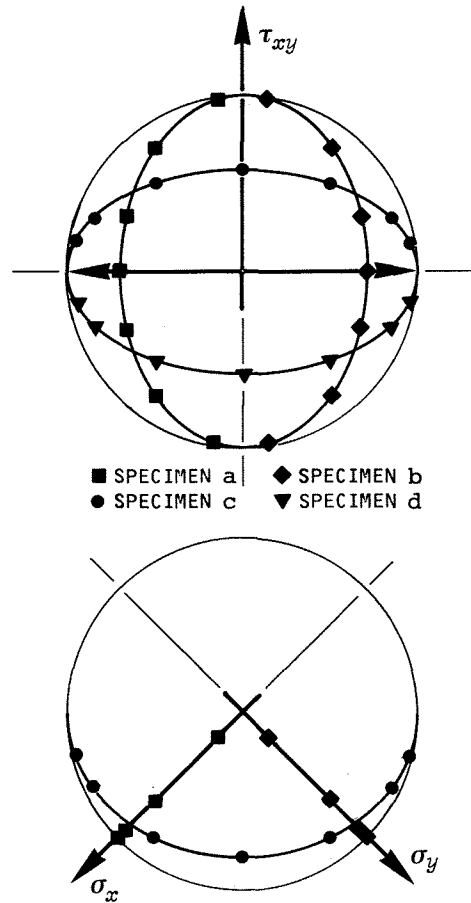 τxy
■ SPECIMEN a ◆ SPECIMEN b
● SPECIMEN c ▼ SPECIMEN d
σx σy